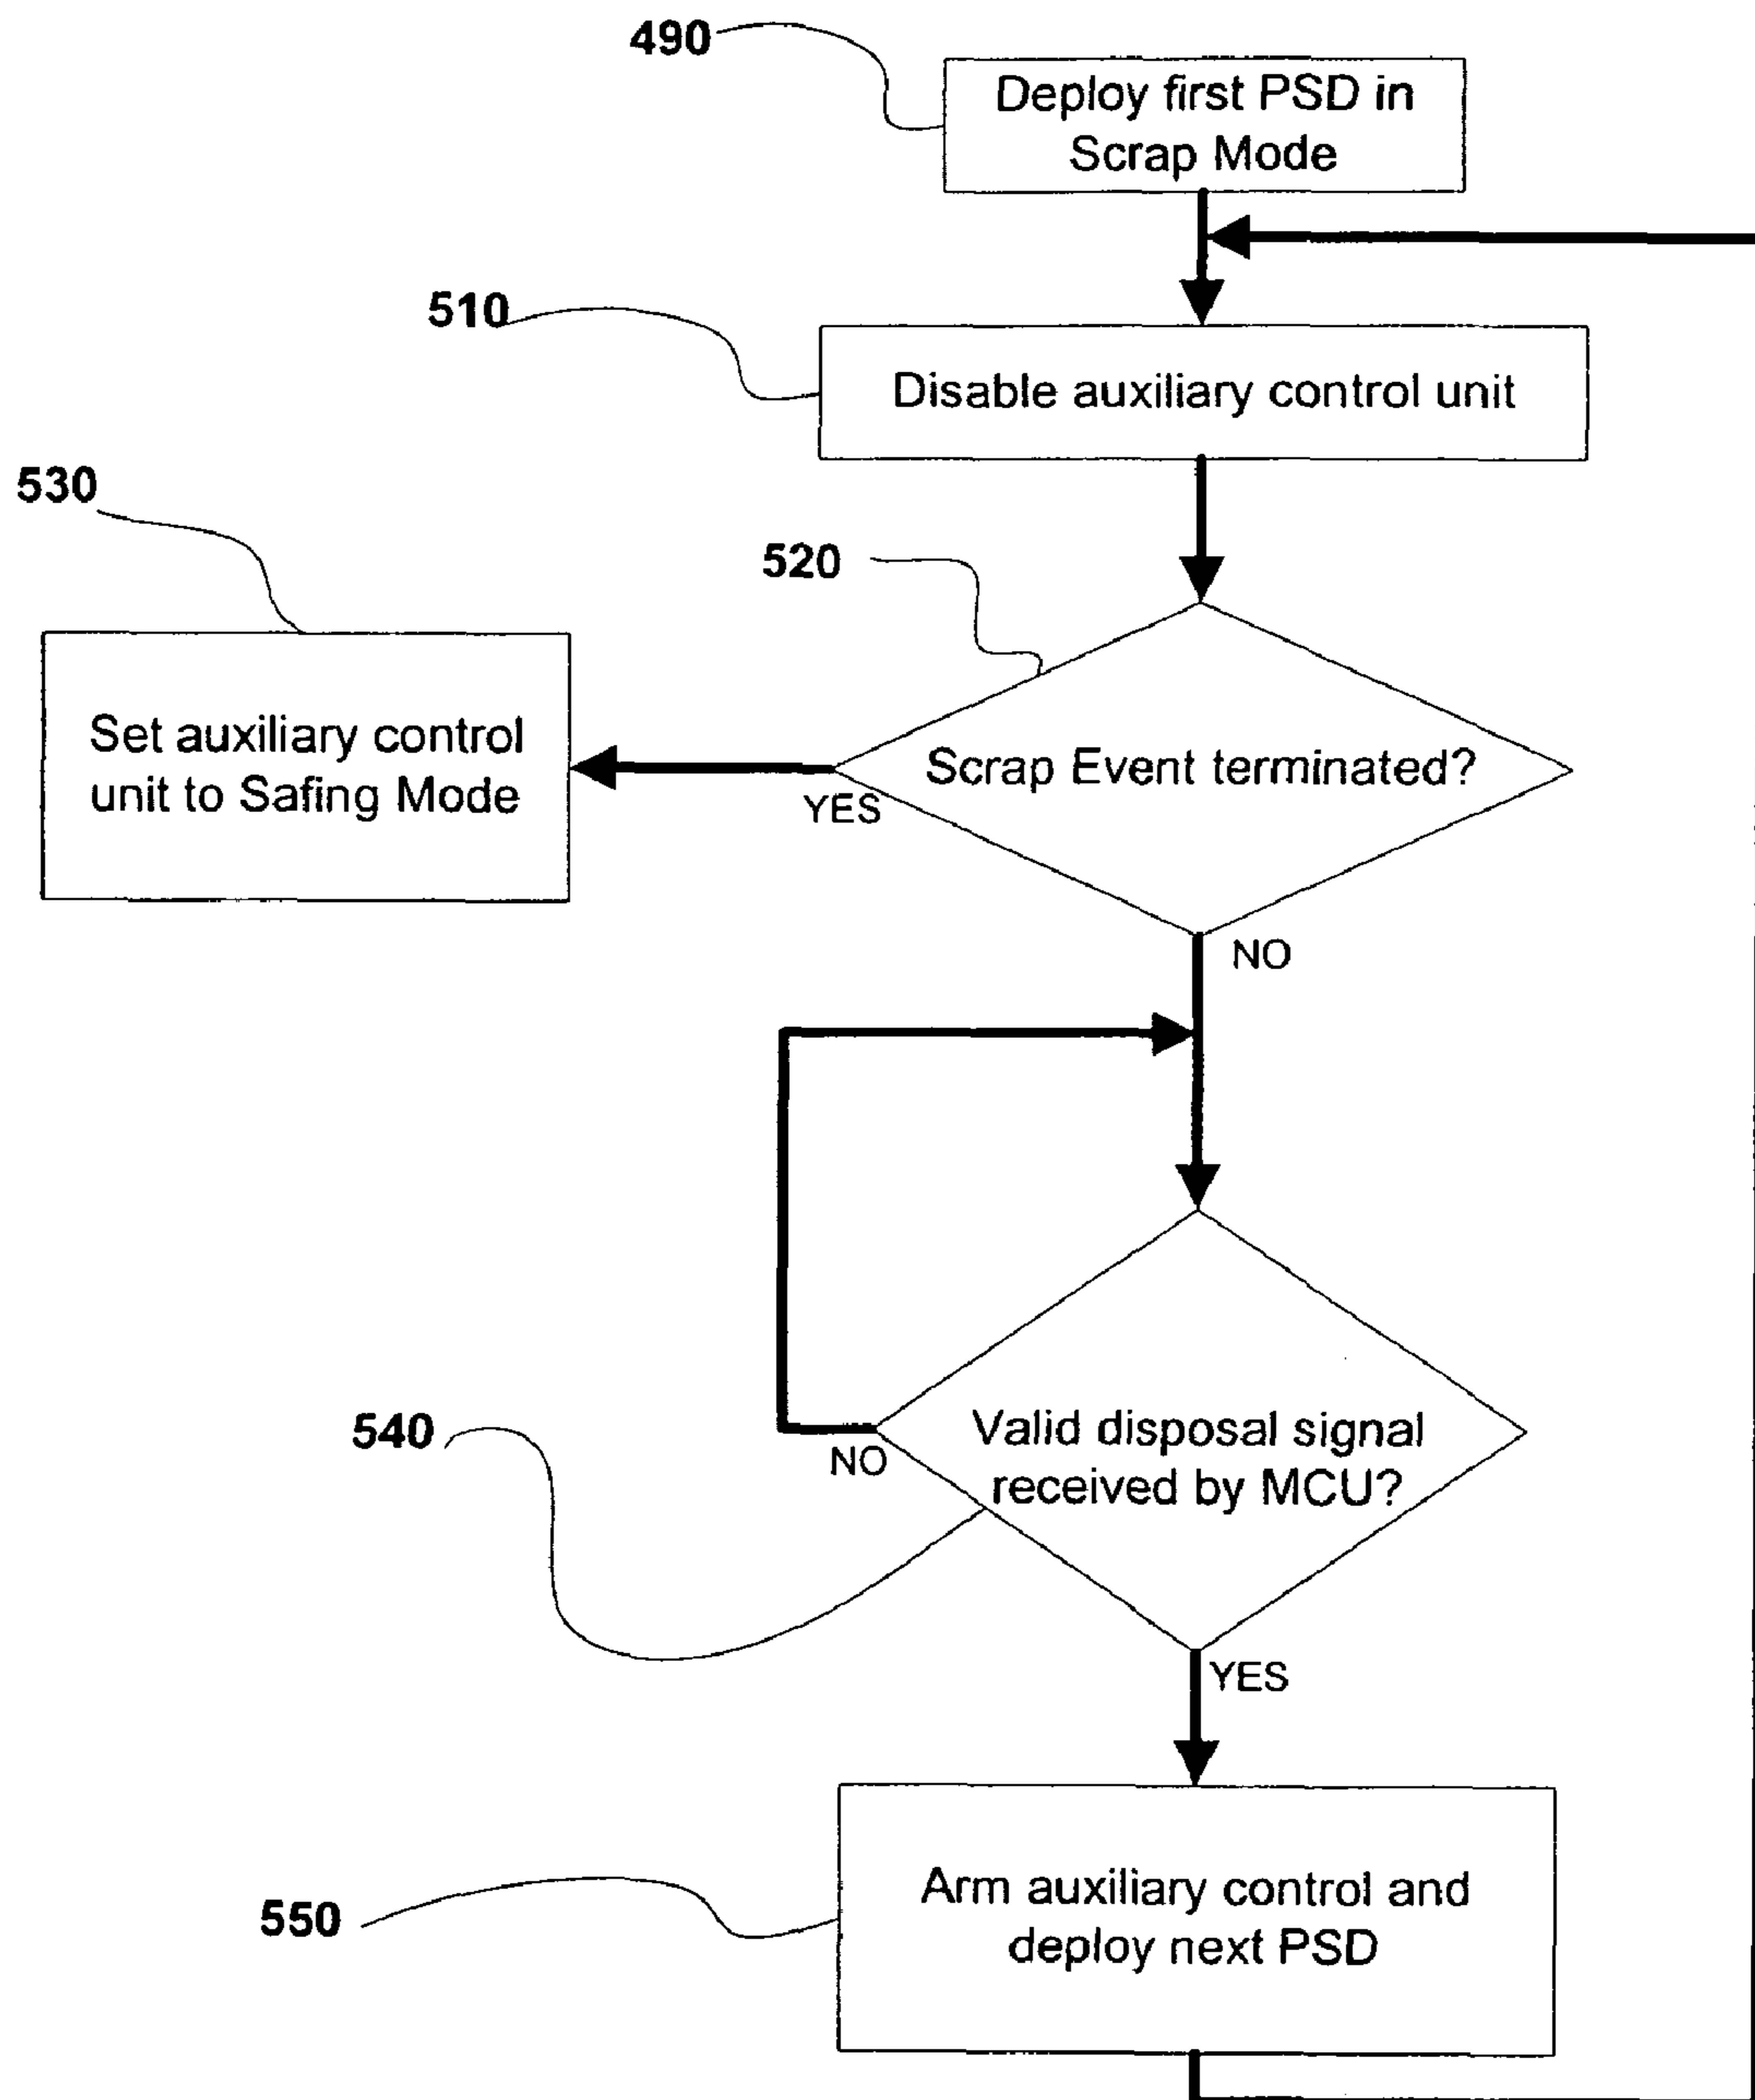 490
Deploy first PSD in
Scrap Mode
510
Disable auxiliary control unit
530
520
Set auxiliary control
unit to Safing Mode
Scrap Event terminated?
YES
NO
540
Valid disposal signal
received by MCU?
NO
YES
550
Arm auxiliary control and
deploy next PSD